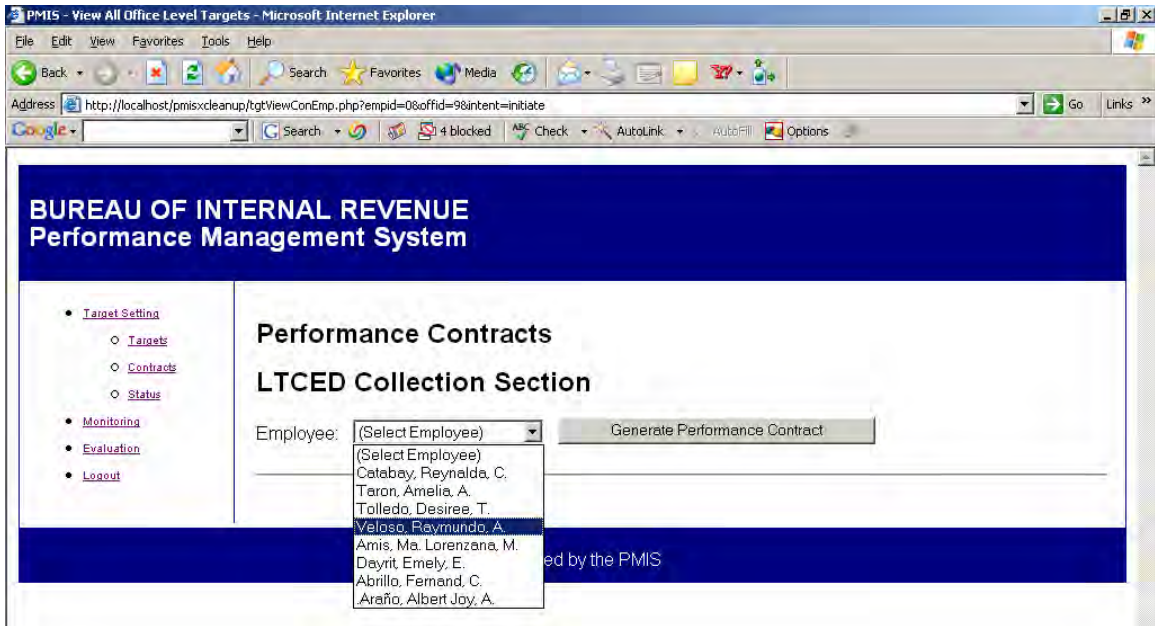 PMIS - View All Office Level Targets - Microsoft Internet Explorer
File Edit View Favorites Tools Help
Back Search Favorites Media
Address http://localhost/pmisxcleanup/tgtViewConEmp.php?empid=0&offid=9&intent=initiate Go Links »
Google Search 4 blocked ABC Check AutoLink AutoFill Options
BUREAU OF INTERNAL REVENUE
Performance Management System
Target Setting
Targets
Contracts
Status
Monitoring
Evaluation
Logout
Performance Contracts
LTCED Collection Section
Employee: (Select Employee) Generate Performance Contract
(Select Employee)
Catabay, Reynalda, C.
Taron, Amelia, A.
Tolledo, Desiree, T.
Veloso, Raymundo, A.
Amis, Ma. Lorenzana, M.
Dayrit, Emely, E.
Abrillo, Fernand, C.
Araño, Albert Joy, A.
ed by the PMIS